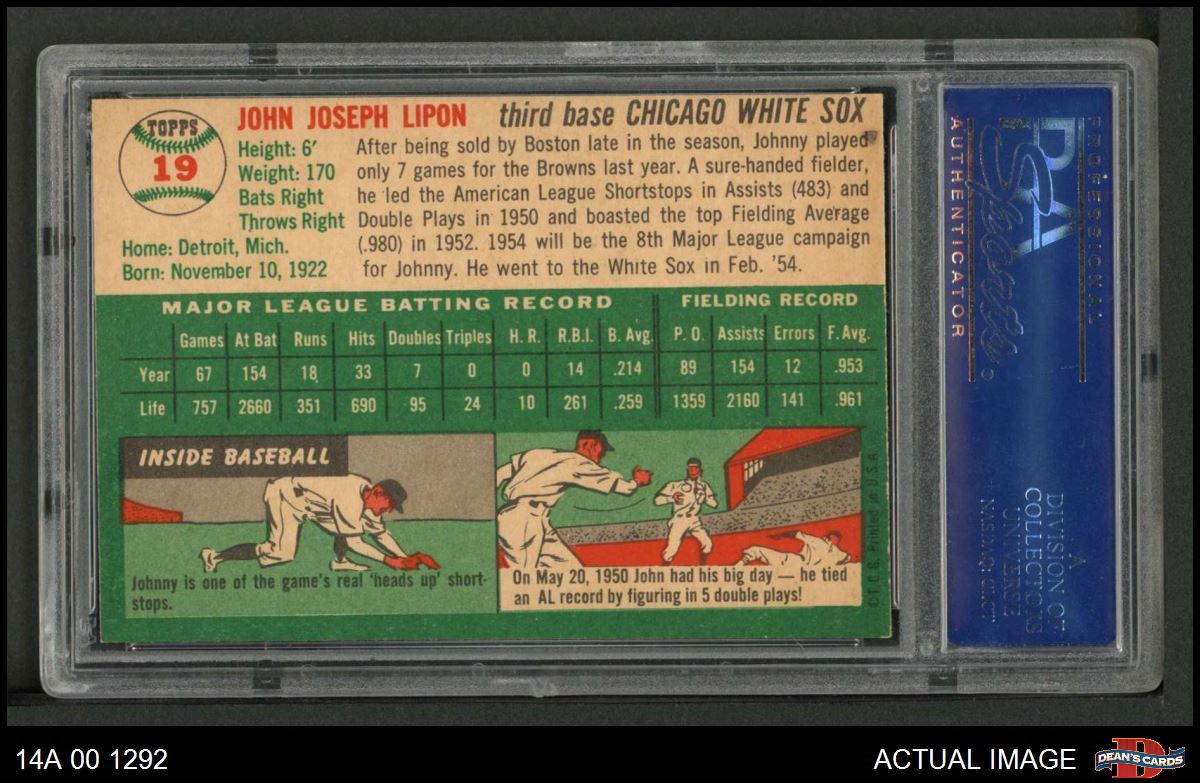 TOPPS
19
JOHN JOSEPH LIPON third base CHICAGO WHITE SOX
Height: 6'
Weight: 170
Bats Right
Throws Right
Home: Detroit, Mich.
Born: November 10, 1922
After being sold by Boston late in the season, Johnny played
only 7 games for the Browns last year. A sure-handed fielder,
he led the American League Shortstops in Assists (483) and
Double Plays in 1950 and boasted the top Fielding Average
(.980) in 1952. 1954 will be the 8th Major League campaign
for Johnny. He went to the White Sox in Feb. '54.
MAJOR LEAGUE BATTING RECORD FIELDING RECORD
Games At Bat Runs Hits Doubles Triples H. R. R.B.I. B. Avg. P. O. Assists Errors F. Avg.
Year 67 154 18 33 7 0 0 14 .214 89 154 12 .953
Life 757 2660 351 690 95 24 10 261 .259 1359 2160 141 .961
INSIDE BASEBALL
Johnny is one of the game's real 'heads up' short-
stops.
On May 20, 1950 John had his big day — he tied
an AL record by figuring in 5 double plays!
© T. C. G. Printed in U.S.A.
PROFESSIONAL
PSA
Sports
AUTHENTICATOR
A
DIVISION OF
COLLECTORS
UNIVERSE
NASDAQ: CLCT
14A 00 1292
ACTUAL IMAGE
DEAN'S CARDS